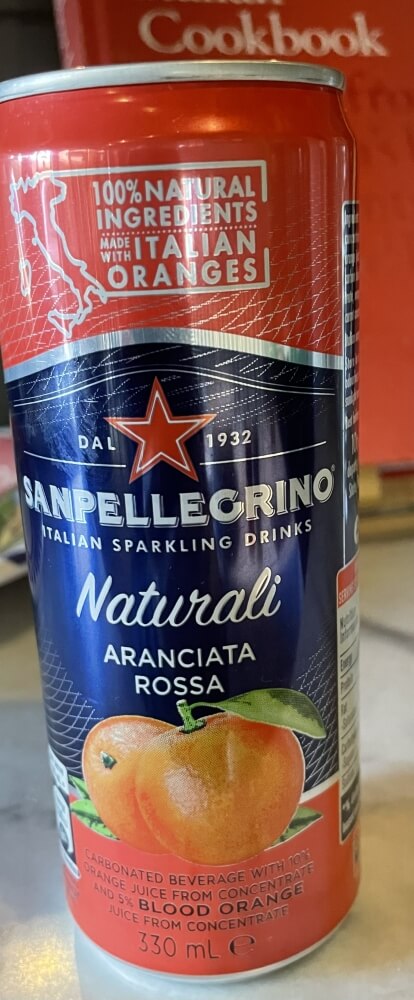 Cookbook
100% NATURAL
INGREDIENTS
MADE WITH ITALIAN
ORANGES
DAL 1932
SANPELLEGRINO
ITALIAN SPARKLING DRINKS
Naturali
ARANCIATA
ROSSA
CARBONATED BEVERAGE WITH 10%
ORANGE JUICE FROM CONCENTRATE
AND 5% BLOOD ORANGE
JUICE FROM CONCENTRATE
330 mL e